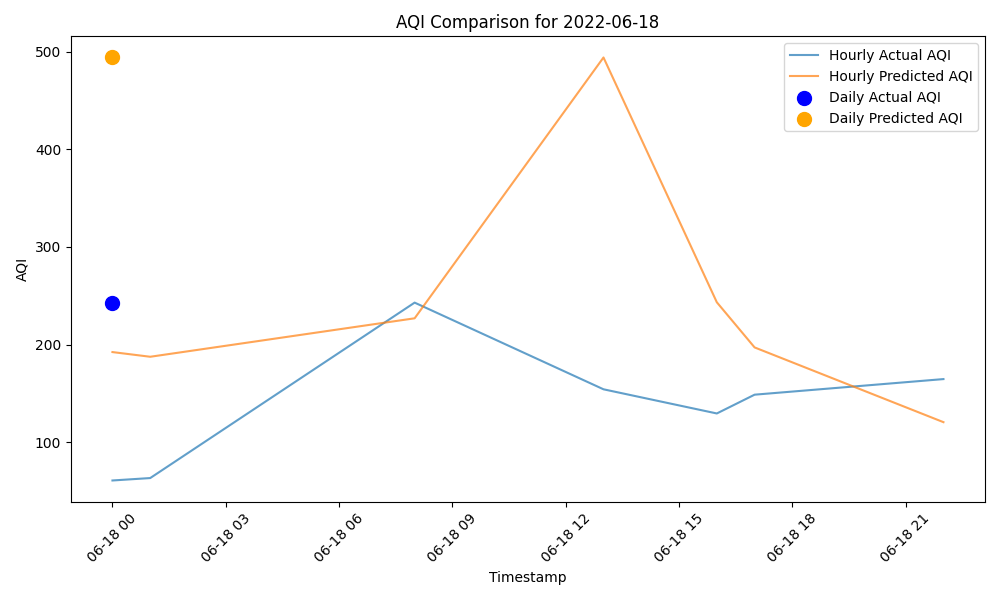 AQI Comparison for 2022-06-18
Hourly Actual AQI
Hourly Predicted AQI
Daily Actual AQI
Daily Predicted AQI
AQI
500
400
300
200
100
06-18 00
06-18 03
06-18 06
06-18 09
06-18 12
06-18 15
06-18 18
06-18 21
Timestamp